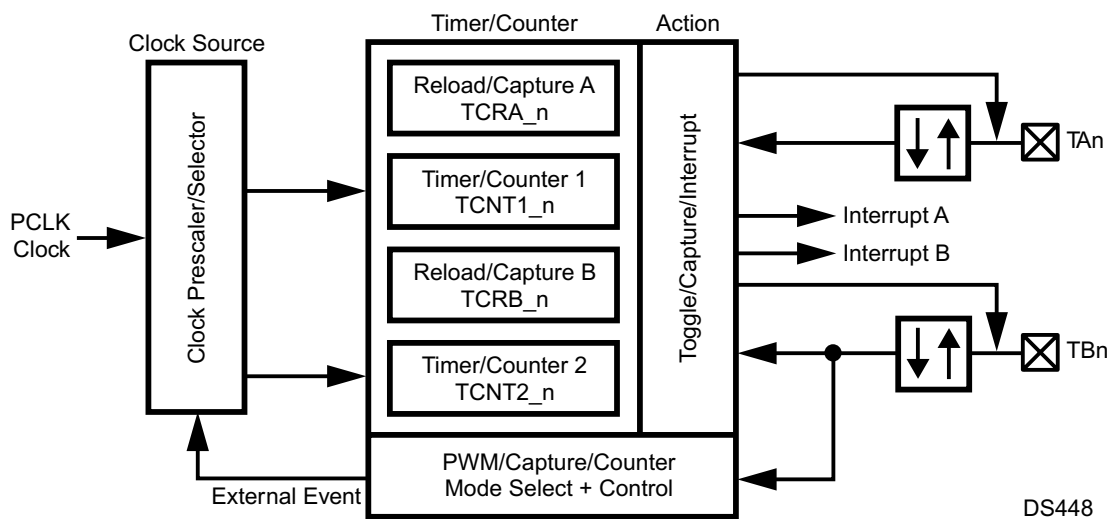 Timer/Counter
Action
Clock Source
Reload/Capture A
TCRA_n
Timer/Counter 1
TCNT1_n
Reload/Capture B
TCRB_n
Timer/Counter 2
TCNT2_n
PCLK
Clock
Clock Prescaler/Selector
Toggle/Capture/Interrupt
TAn
Interrupt A
Interrupt B
TBn
PWM/Capture/Counter
Mode Select + Control
External Event
DS448